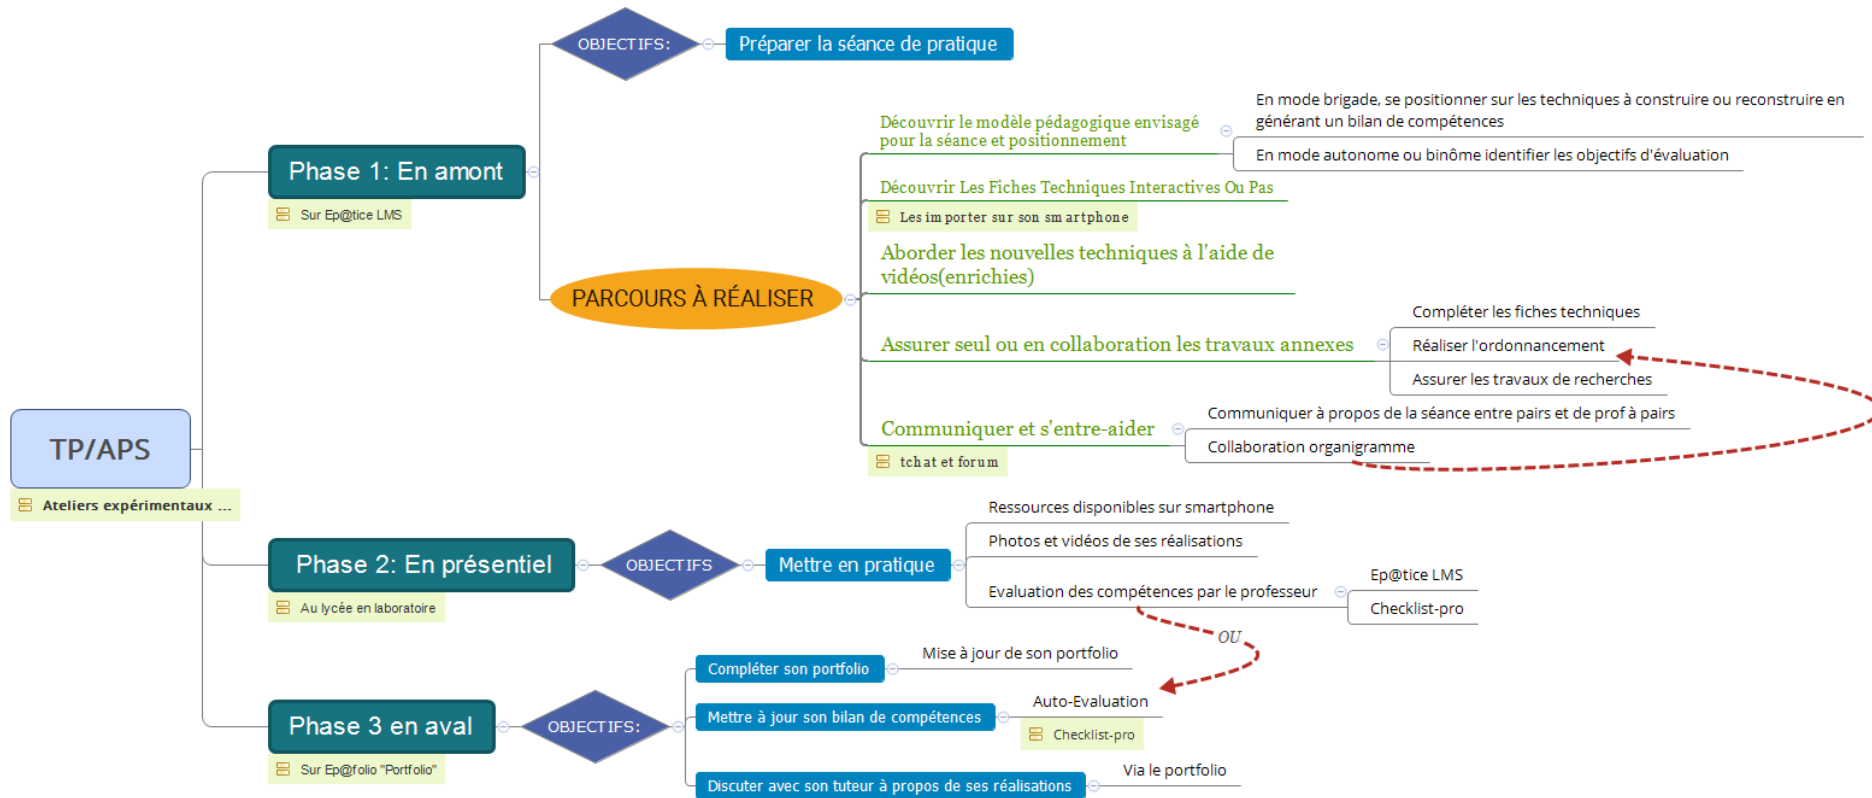 TP/APS
Ateliers expérimentaux ...
Phase 1: En amont
Sur Ep@tice LMS
OBJECTIFS:
Préparer la séance de pratique
PARCOURS À RÉALISER
Découvrir le modèle pédagogique envisagé
pour la séance et positionnement
En mode brigade, se positionner sur les techniques à construire ou reconstruire en
générant un bilan de compétences
En mode autonome ou binôme identifier les objectifs d'évaluation
Découvrir Les Fiches Techniques Interactives Ou Pas
Les importer sur son smartphone
Aborder les nouvelles techniques à l'aide de
vidéos(enrichies)
Assurer seul ou en collaboration les travaux annexes
Compléter les fiches techniques
Réaliser l'ordonnancement
Assurer les travaux de recherches
Communiquer et s'entre-aider
tchat et forum
Communiquer à propos de la séance entre pairs et de prof à pairs
Collaboration organigramme
Phase 2: En présentiel
Au lycée en laboratoire
OBJECTIFS
Mettre en pratique
Ressources disponibles sur smartphone
Photos et vidéos de ses réalisations
Evaluation des compétences par le professeur
Ep@tice LMS
Checklist-pro
OU
Phase 3 en aval
Sur Ep@folio "Portfolio"
OBJECTIFS:
Compléter son portfolio
Mise à jour de son portfolio
Mettre à jour son bilan de compétences
Auto-Evaluation
Checklist-pro
Discuter avec son tuteur à propos de ses réalisations
Via le portfolio